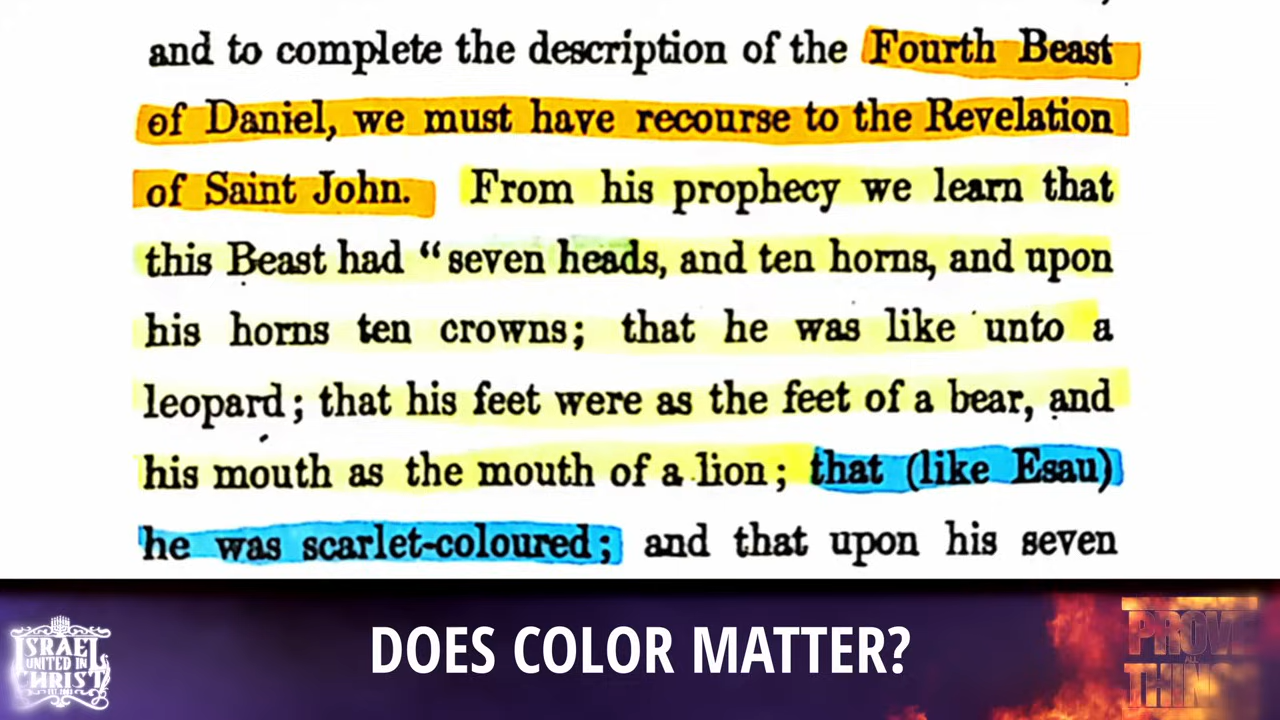 and to complete the description of the Fourth Beast
of Daniel, we must have recourse to the Revelation
of Saint John. From his prophecy we learn that
this Beast had “seven heads, and ten horns, and upon
his horns ten crowns; that he was like unto a
leopard; that his feet were as the feet of a bear, and
his mouth as the mouth of a lion; that (like Esau)
he was scarlet-coloured; and that upon his seven
DOES COLOR MATTER?
ISRAEL
UNITED IN
CHRIST
PROVE
ALL
THINGS